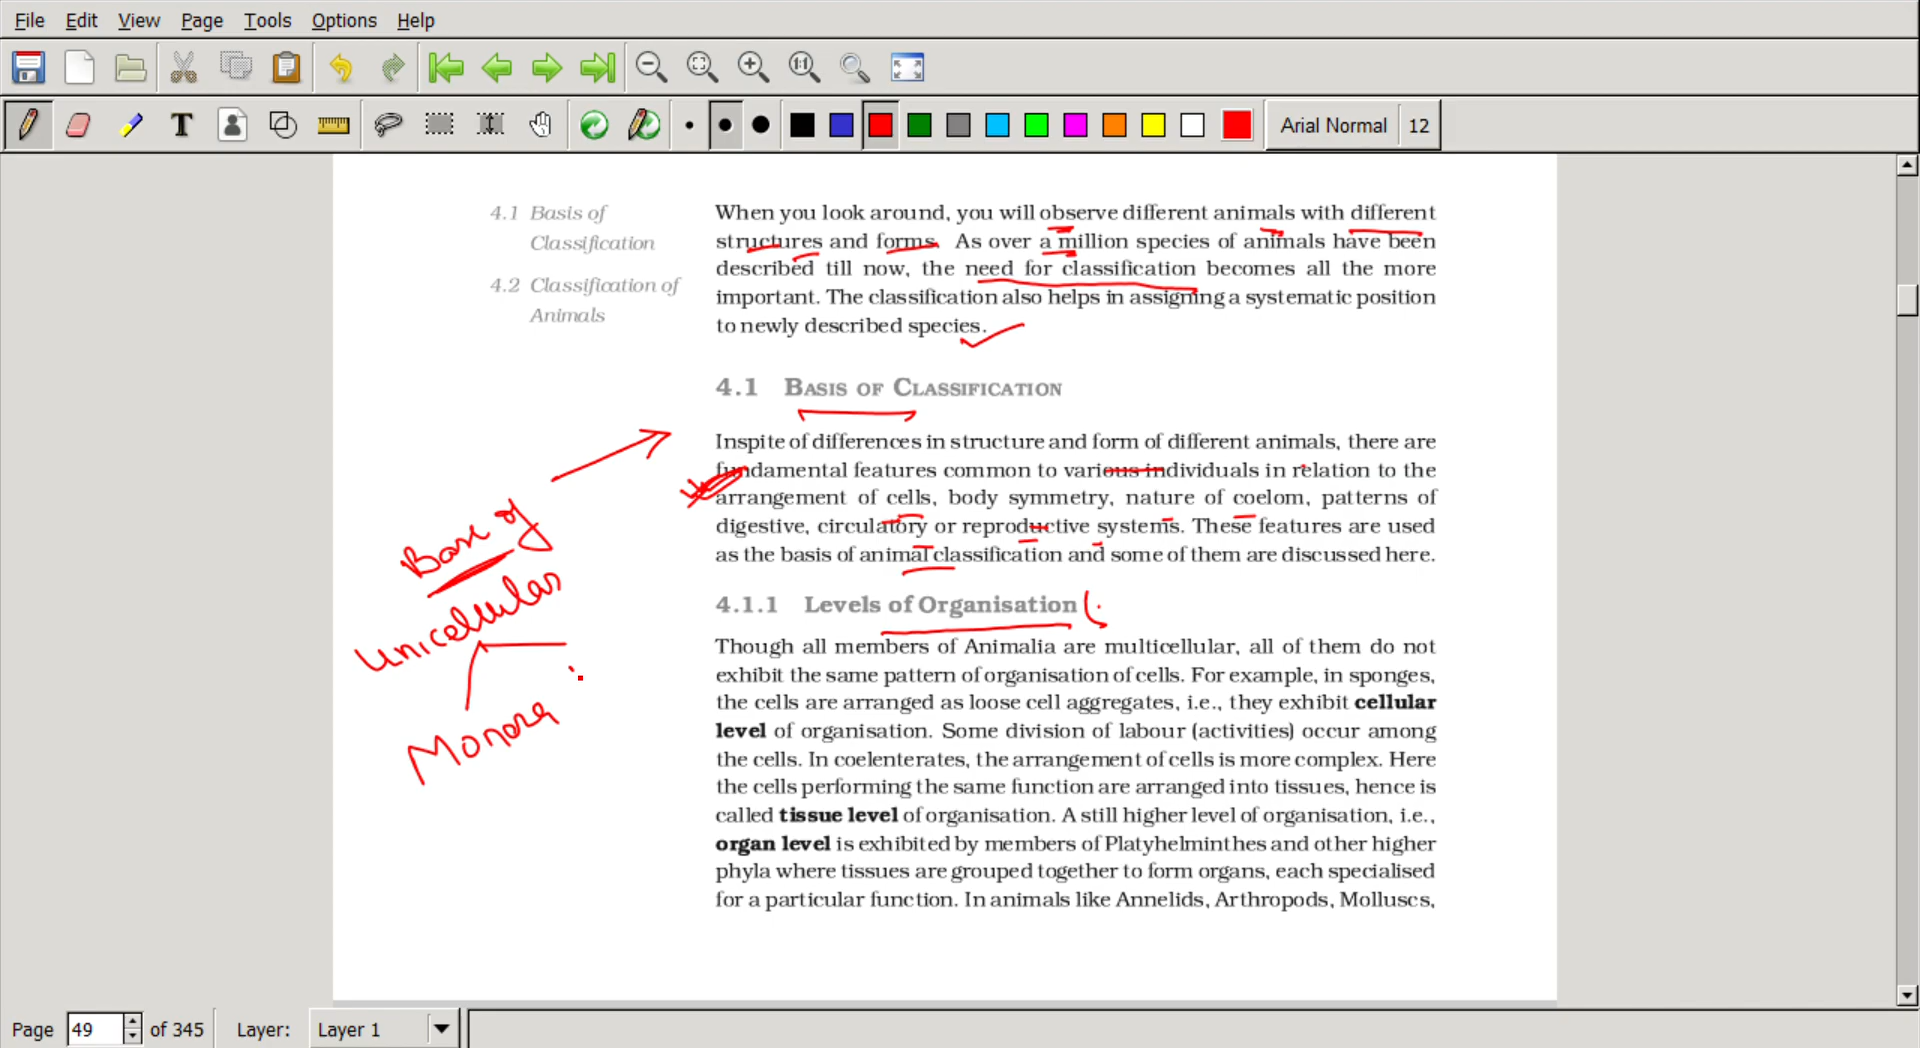 File Edit View Page Tools Options Help
T 1:1 Arial Normal 12
4.1 Basis of
Classification
4.2 Classification of
Animals
When you look around, you will observe different animals with different
structures and forms. As over a million species of animals have been
described till now, the need for classification becomes all the more
important. The classification also helps in assigning a systematic position
to newly described species.
4.1 BASIS OF CLASSIFICATION
Inspite of differences in structure and form of different animals, there are
fundamental features common to various individuals in relation to the
arrangement of cells, body symmetry, nature of coelom, patterns of
digestive, circulatory or reproductive systems. These features are used
as the basis of animal classification and some of them are discussed here.
Base of
Unicellular
Monera
4.1.1 Levels of Organisation (
Though all members of Animalia are multicellular, all of them do not
exhibit the same pattern of organisation of cells. For example, in sponges,
the cells are arranged as loose cell aggregates, i.e., they exhibit cellular
level of organisation. Some division of labour (activities) occur among
the cells. In coelenterates, the arrangement of cells is more complex. Here
the cells performing the same function are arranged into tissues, hence is
called tissue level of organisation. A still higher level of organisation, i.e.,
organ level is exhibited by members of Platyhelminthes and other higher
phyla where tissues are grouped together to form organs, each specialised
for a particular function. In animals like Annelids, Arthropods, Molluscs,
Page 49 of 345 Layer: Layer 1